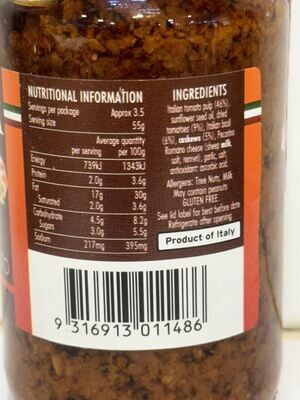 NUTRITIONAL INFORMATION
Servings per package Approx 3.5
Serving size 55g
Average quantity
per serving per 100g
Energy 739kJ 1343kJ
Protein 2.0g 3.6g
Fat 17g 30g
Saturated 2.0g 3.6g
Carbohydrate 4.5g 8.2g
Sugars 3.0g 5.5g
Sodium 217mg 395mg
INGREDIENTS
Italian tomato pulp (46%),
sunflower seed oil, dried
tomatoes (9%), Italian basil
(6%), cashews (5%), Pecorino
Romano cheese (sheep milk,
salt, rennet), garlic, salt,
antioxidant: ascorbic acid.
Allergens: Tree Nuts, Milk
May contain peanuts
GLUTEN FREE
See lid label for best before date
Refrigerate after opening
Product of Italy
9 316913 011486